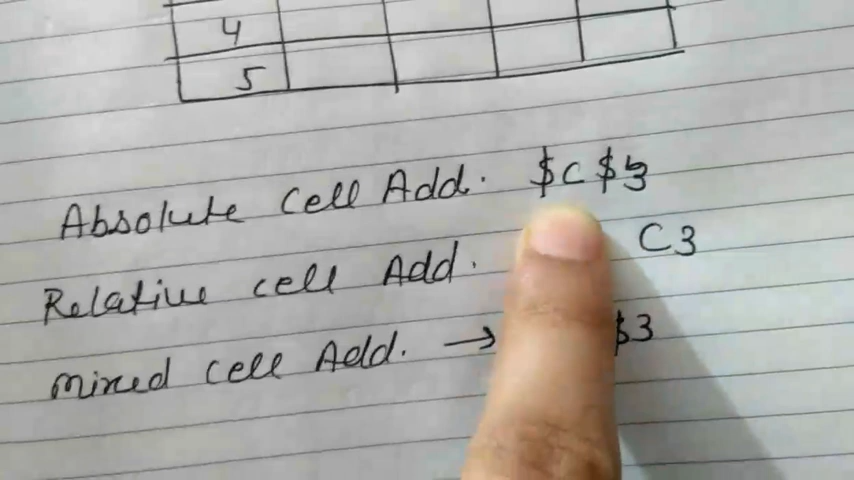 4
5
Absolute Cell Add. $C$3
Relative cell Add. C3
Mixed Cell Add. → $3